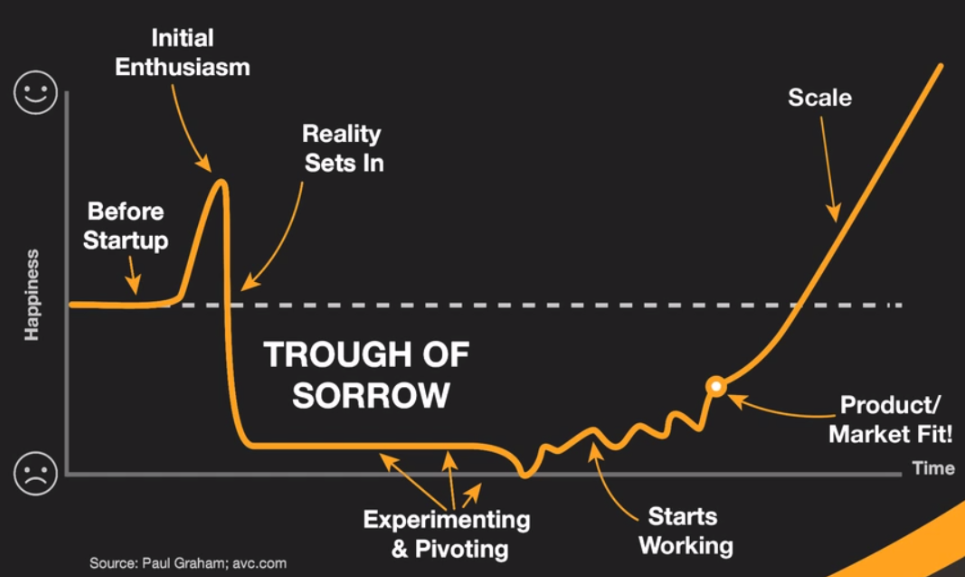 Initial
Enthusiasm
Scale
Reality
Sets In
Before
Startup
Happiness
TROUGH OF
SORROW
Product/
Market Fit!
Time
Experimenting
& Pivoting
Starts
Working
Source: Paul Graham; avc.com